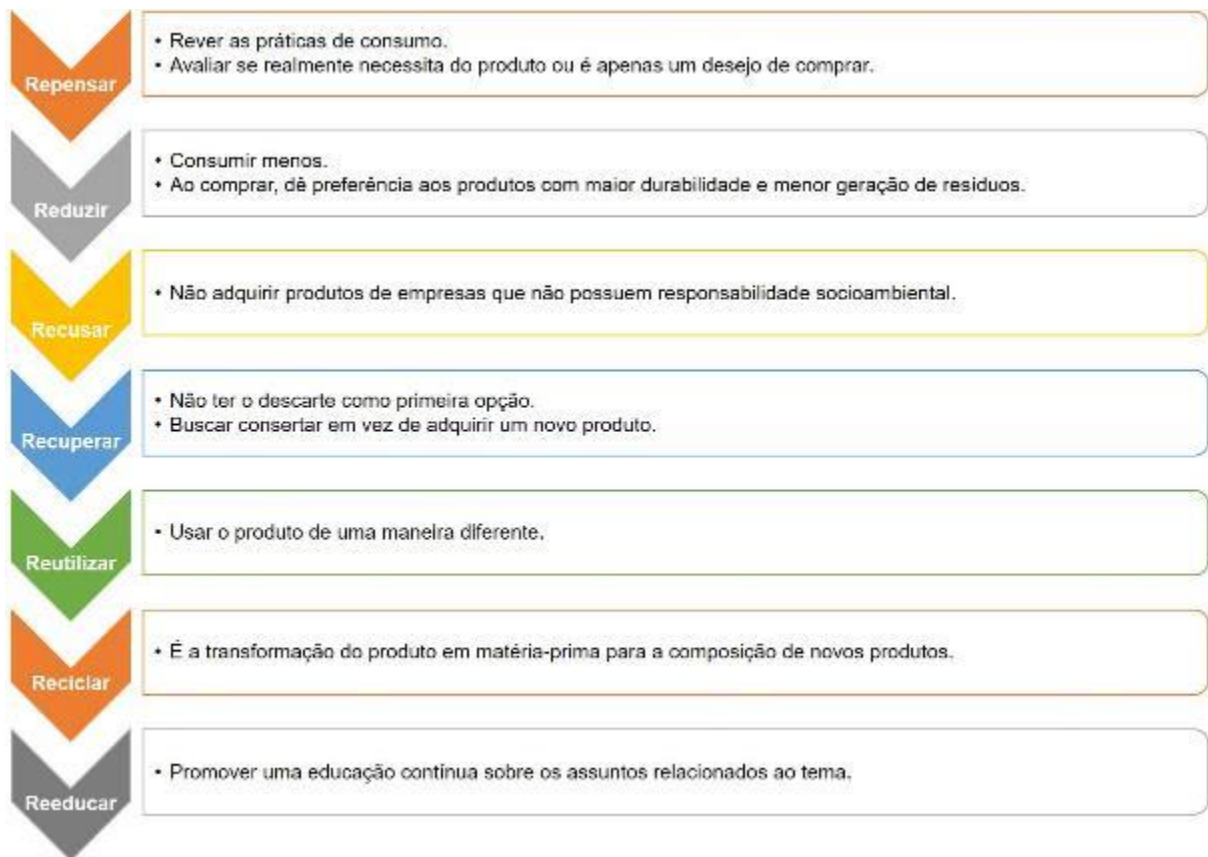 Repensar
• Rever as práticas de consumo.
• Avaliar se realmente necessita do produto ou é apenas um desejo de comprar.
Reduzir
• Consumir menos.
• Ao comprar, dê preferência aos produtos com maior durabilidade e menor geração de resíduos.
Recusar
• Não adquirir produtos de empresas que não possuem responsabilidade socioambiental.
Recuperar
• Não ter o descarte como primeira opção.
• Buscar consertar em vez de adquirir um novo produto.
Reutilizar
• Usar o produto de uma maneira diferente.
Reciclar
• É a transformação do produto em matéria-prima para a composição de novos produtos.
Reeducar
• Promover uma educação contínua sobre os assuntos relacionados ao tema.